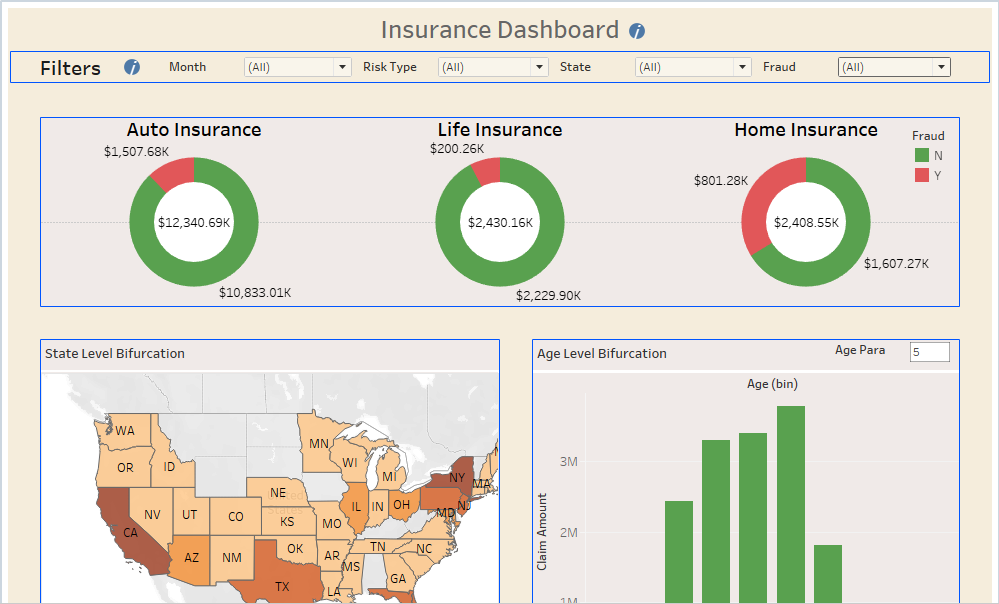 Insurance Dashboard i
Filters i Month (All) Risk Type (All) State (All) Fraud (All)
Auto Insurance Life Insurance Home Insurance
Fraud
N
Y
$1,507.68K
$12,340.69K
$10,833.01K
$200.26K
$2,430.16K
$2,229.90K
$801.28K
$2,408.55K
$1,607.27K
State Level Bifurcation
WA
OR
ID
MN
WI
MI
NY
MA
NV
UT
CO
NE
KS
IL
IN
OH
NJ
MD
CA
AZ
NM
OK
MO
AR
TN
NC
MS
GA
TX
LA
Age Level Bifurcation
Age Para 5
Age (bin)
Claim Amount
3M
2M
1M